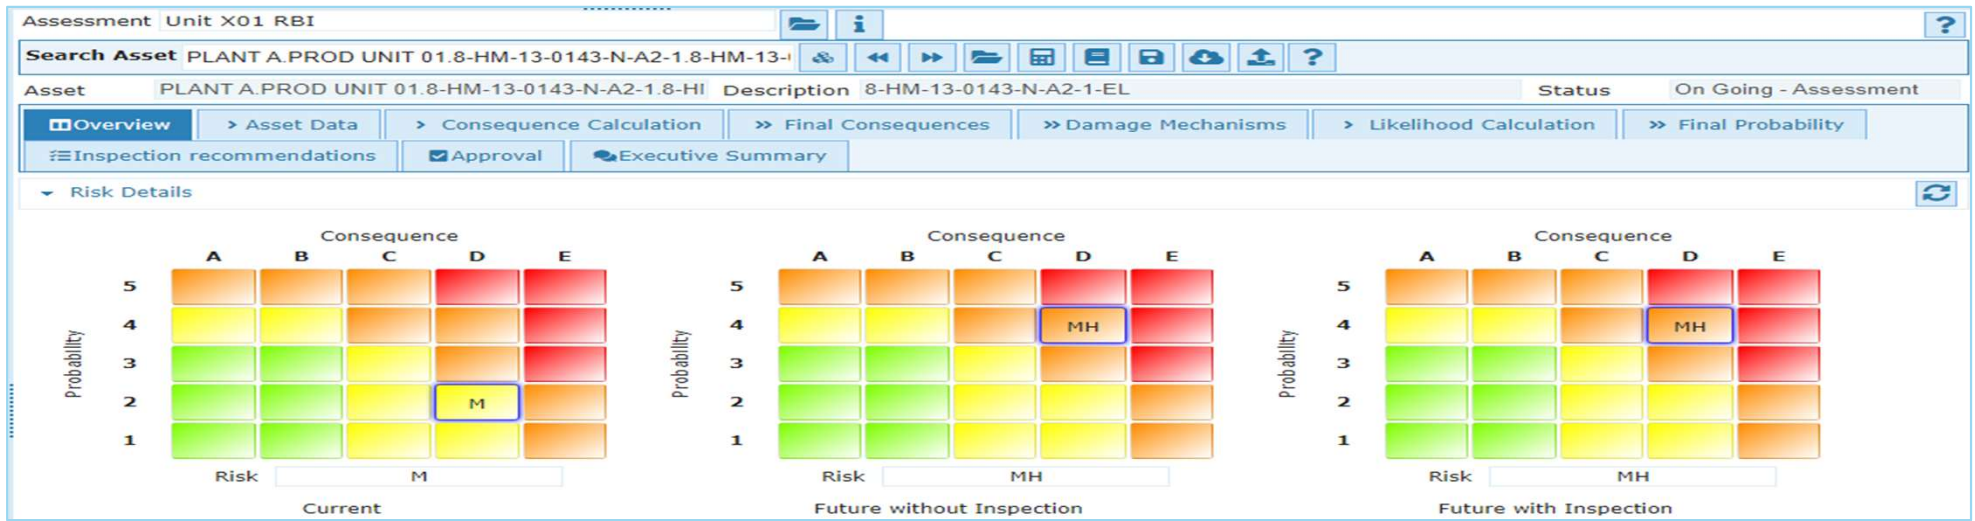 Assessment Unit X01 RBI
Search Asset PLANT A.PROD UNIT 01.8-HM-13-0143-N-A2-1.8-HM-13-
Asset PLANT A.PROD UNIT 01.8-HM-13-0143-N-A2-1.8-HI Description 8-HM-13-0143-N-A2-1-EL Status On Going - Assessment
Overview > Asset Data > Consequence Calculation >> Final Consequences >> Damage Mechanisms > Likelihood Calculation >> Final Probability
Inspection recommendations Approval Executive Summary
Risk Details
Consequence Consequence Consequence
A B C D E A B C D E A B C D E
5 5 5
4 4 MH 4 MH
Probability Probability Probability
3 3 3
2 M 2 2
1 1 1
Risk M Risk MH Risk MH
Current Future without Inspection Future with Inspection